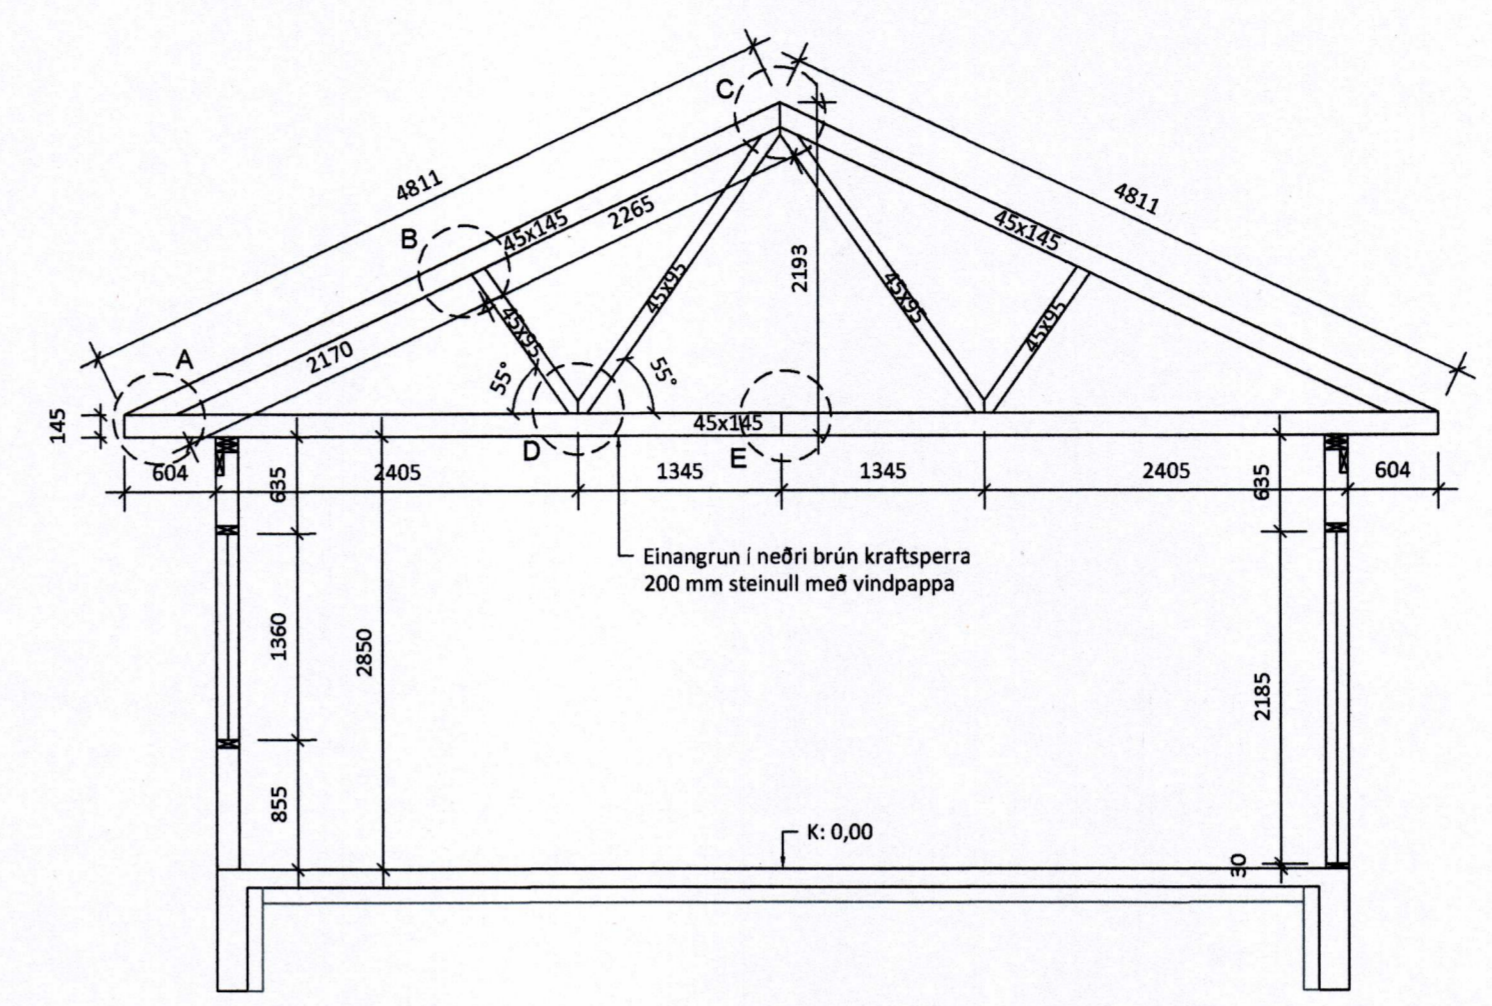 C
4811
4811
B
45x145
2265
45x145
2193
45x95
45x95
45x95
45x95
A
2170
55°
55°
145
45x145
D
E
604
635
2405
1345
1345
2405
635
604
Einangrun í neðri brún kraftsperra
200 mm steinull með vindpappa
1360
2850
2185
855
K: 0,00
30